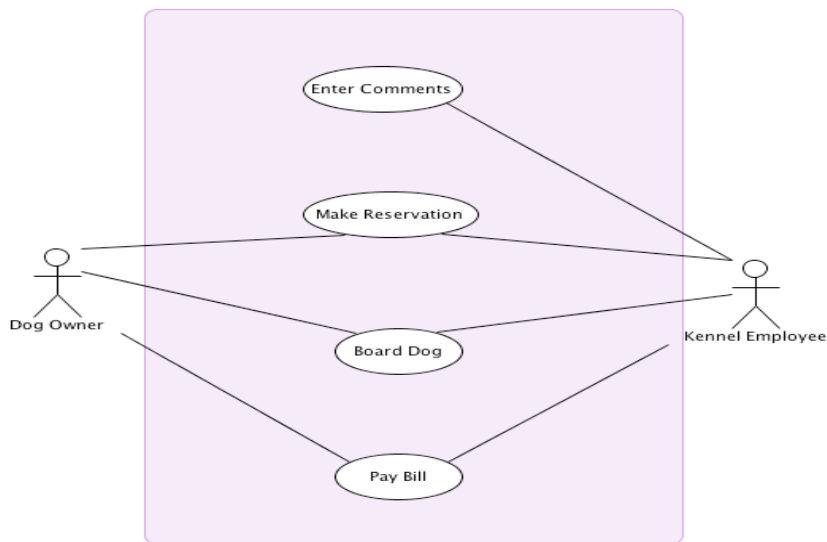 Enter Comments
Make Reservation
Dog Owner
Kennel Employee
Board Dog
Pay Bill